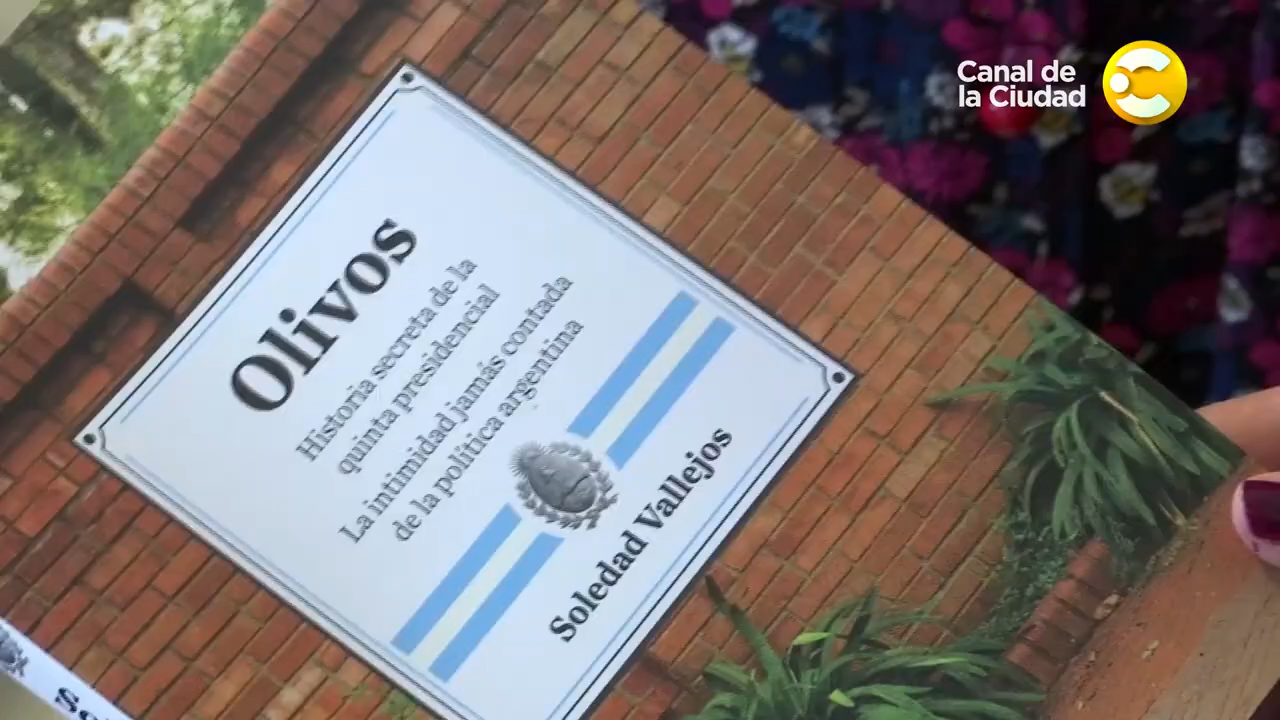 Canal de
la Ciudad
Olivos
Historia secreta de la
quinta presidencial
La intimidad jamás contada
de la política argentina
Soledad Vallejos